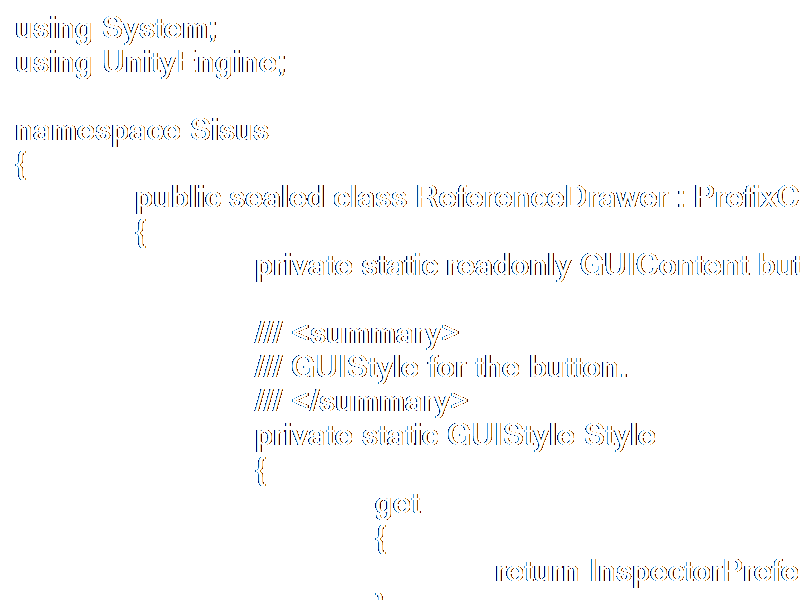 using System;
using UnityEngine;

namespace Sisus
{
public sealed class ReferenceDrawer : PrefixC
{
private static readonly GUIContent but

//// <summary>
//// GUIStyle for the button.
//// </summary>
private static GUIStyle Style
{
get
{
return InspectorPrefe
}